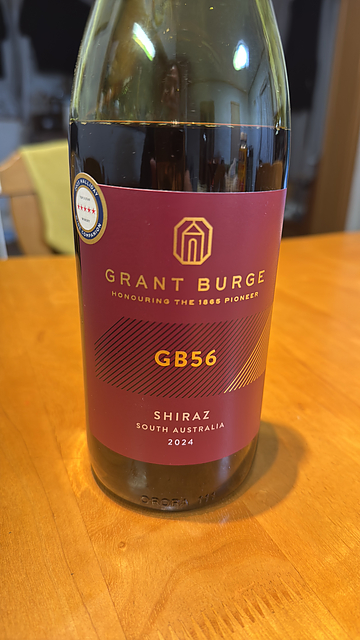 GRANT BURGE
HONOURING THE 1865 PIONEER
GB56
SHIRAZ
SOUTH AUSTRALIA
2024